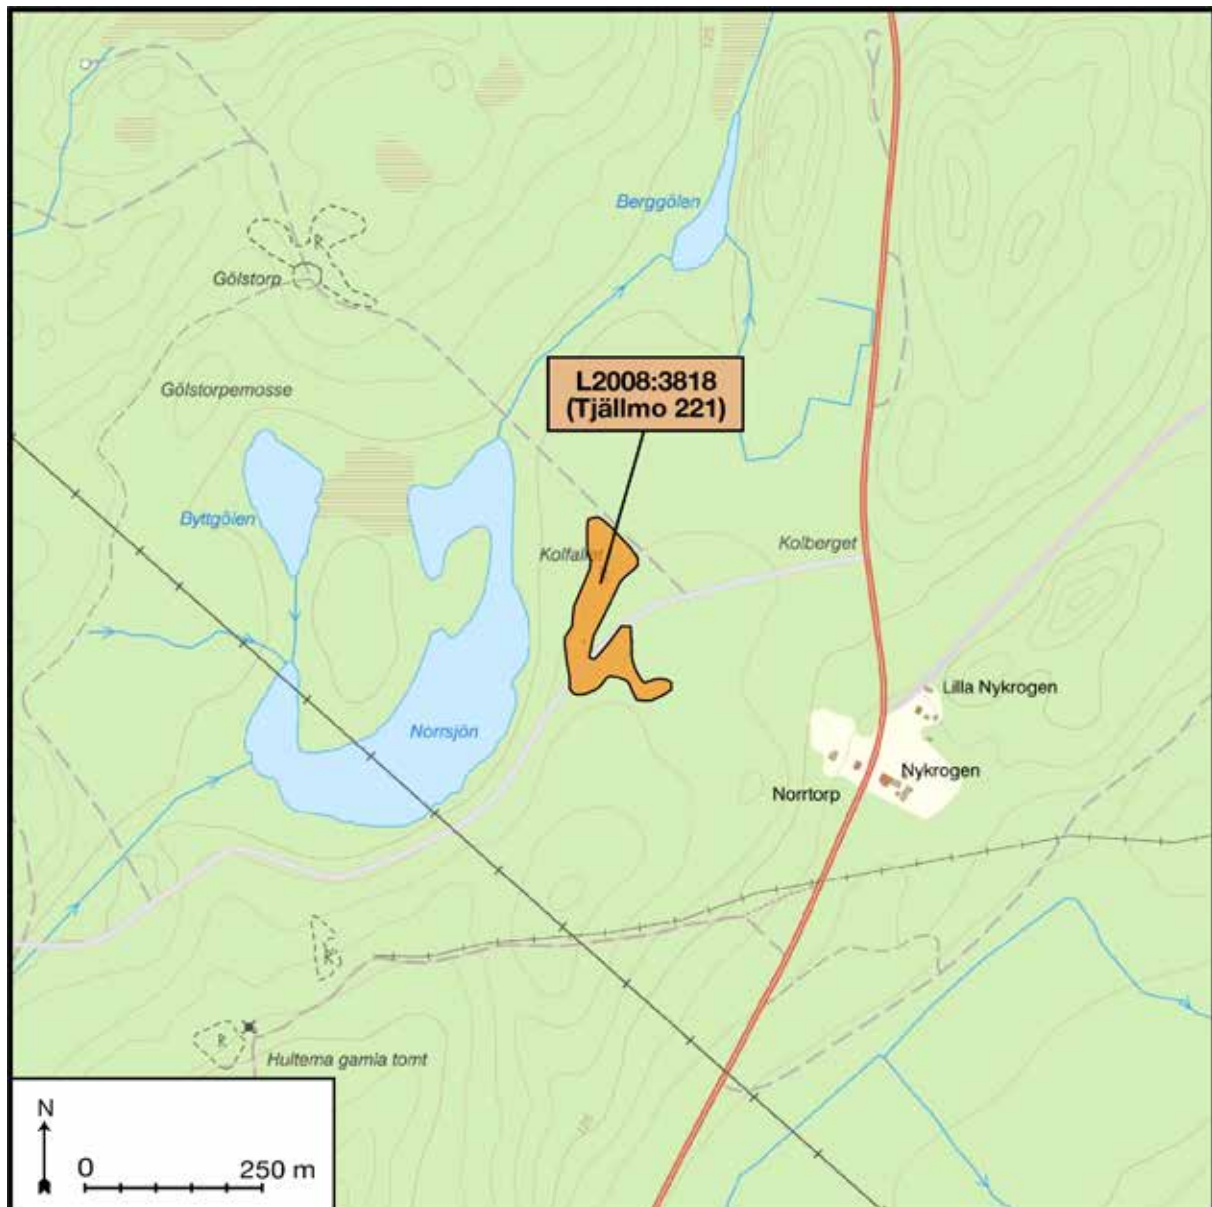 125
Berggölen
R
Gölstorp
L2008:3818
(Tjällmo 221)
Gölstorpemosse
Byttgölen
Kolberget
Lilla Nykrogen
Norrsjön
Nykrogen
Norrtorp
R
R
Hultema gamla tomt
N
0 250 m